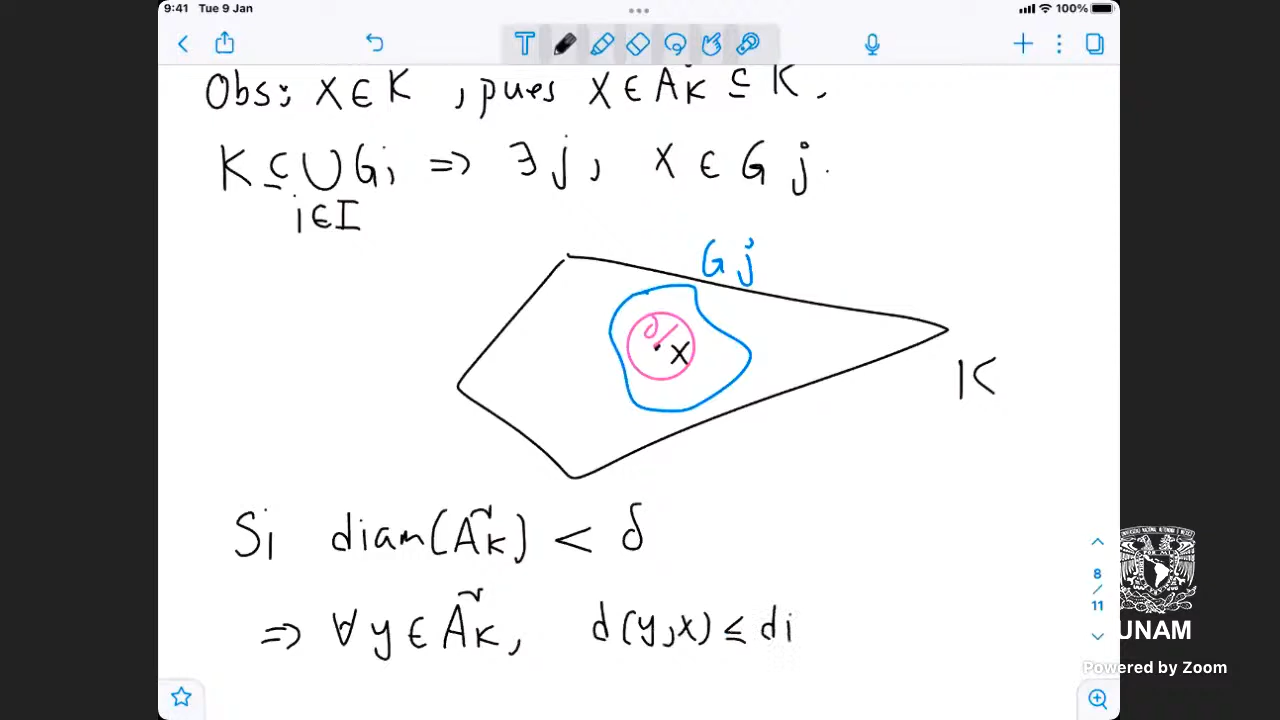 9:41 Tue 9 Jan 100%
Obs: x ∈ K , pues x ∈ Ãₖ ⊆ K .
K ⊆ ∪ Gi => ∃ j , x ∈ G j .
i∈I
G j
δ
x
K
Si diam(Ãₖ) < δ
=> ∀ y ∈ Ãₖ , d(y,x) ≤ di
8
/
11
UNAM
Powered by Zoom